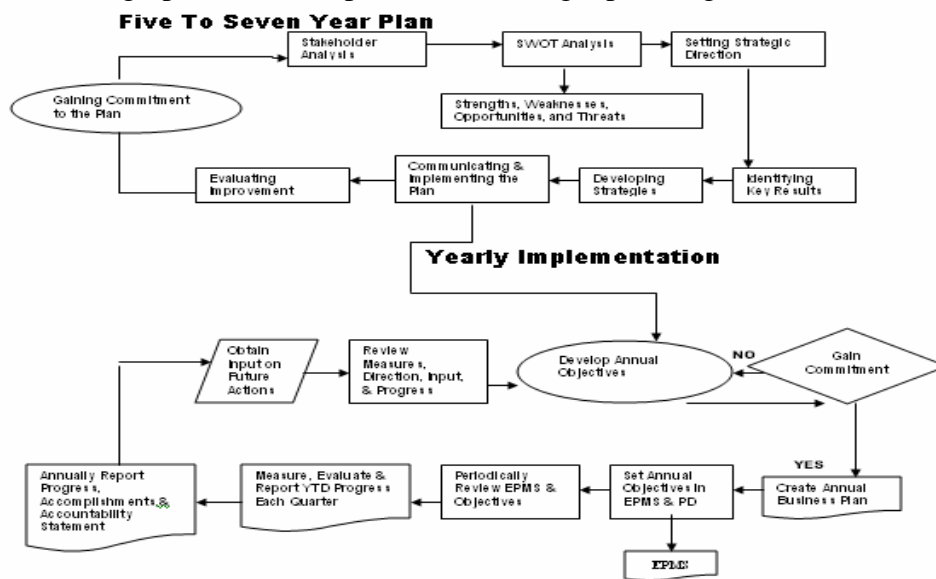 Five To Seven Year Plan
Stakeholder
Analysis
SWOT Analysis
Setting Strategic
Direction
Gaining Commitment
to the Plan
Strengths, Weaknesses,
Opportunities, and Threats
Evaluating
Improvement
Communicating &
Implementing the
Plan
Developing
Strategies
Identifying
Key Results
Yearly Implementation
Obtain
Input on
Future
Actions
Review
Measures,
Direction, Input,
& Progress
Develop Annual
Objectives
NO
Gain
Commitment
YES
Annually Report
Progress,
Accomplishments,&
Accountability
Statement
Measure, Evaluate &
Report YTD Progress
Each Quarter
Periodically
Review EPMS &
Objectives
Set Annual
Objectives in
EPMS & PD
Create Annual
Business Plan
EPMS